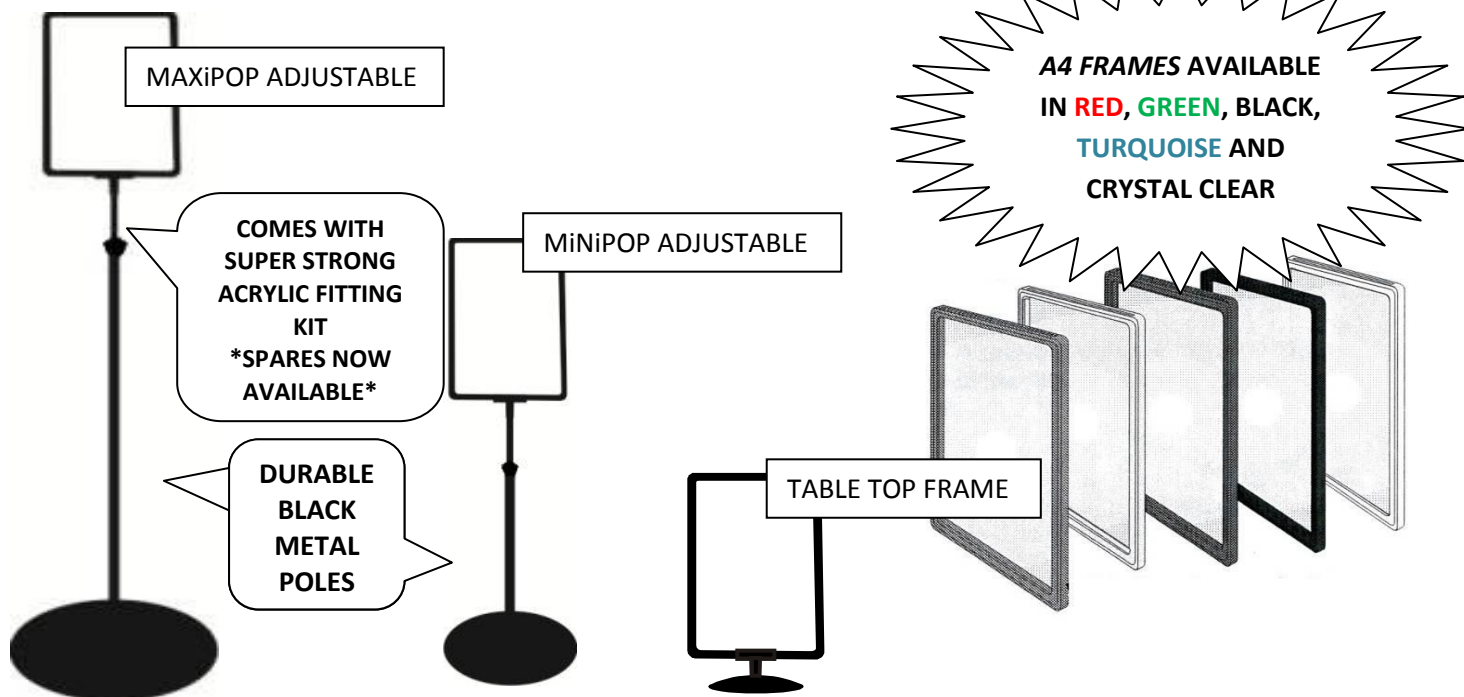 MAXiPOP ADJUSTABLE
A4 FRAMES AVAILABLE
IN RED, GREEN, BLACK,
TURQUOISE AND
CRYSTAL CLEAR
COMES WITH
SUPER STRONG
ACRYLIC FITTING
KIT
*SPARES NOW
AVAILABLE*
MiNiPOP ADJUSTABLE
DURABLE
BLACK
METAL
POLES
TABLE TOP FRAME